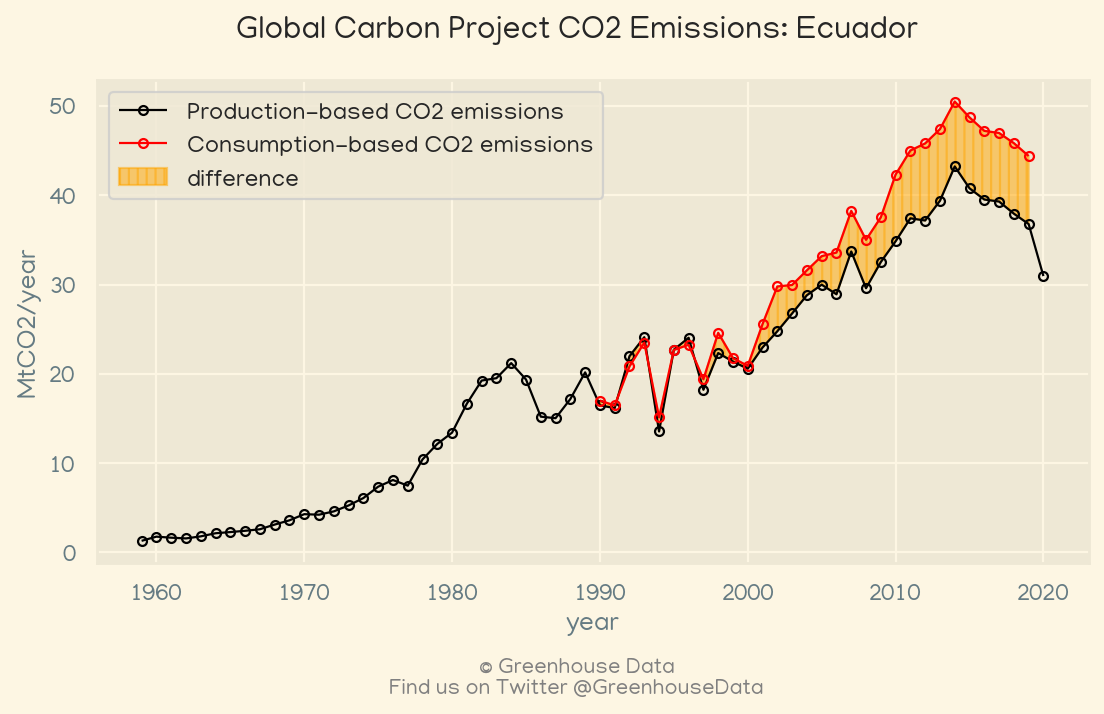 Global Carbon Project CO2 Emissions: Ecuador
Production-based CO2 emissions
Consumption-based CO2 emissions
difference
50
40
30
20
10
0
MtCO2/year
1960 1970 1980 1990 2000 2010 2020
year
© Greenhouse Data
Find us on Twitter @GreenhouseData